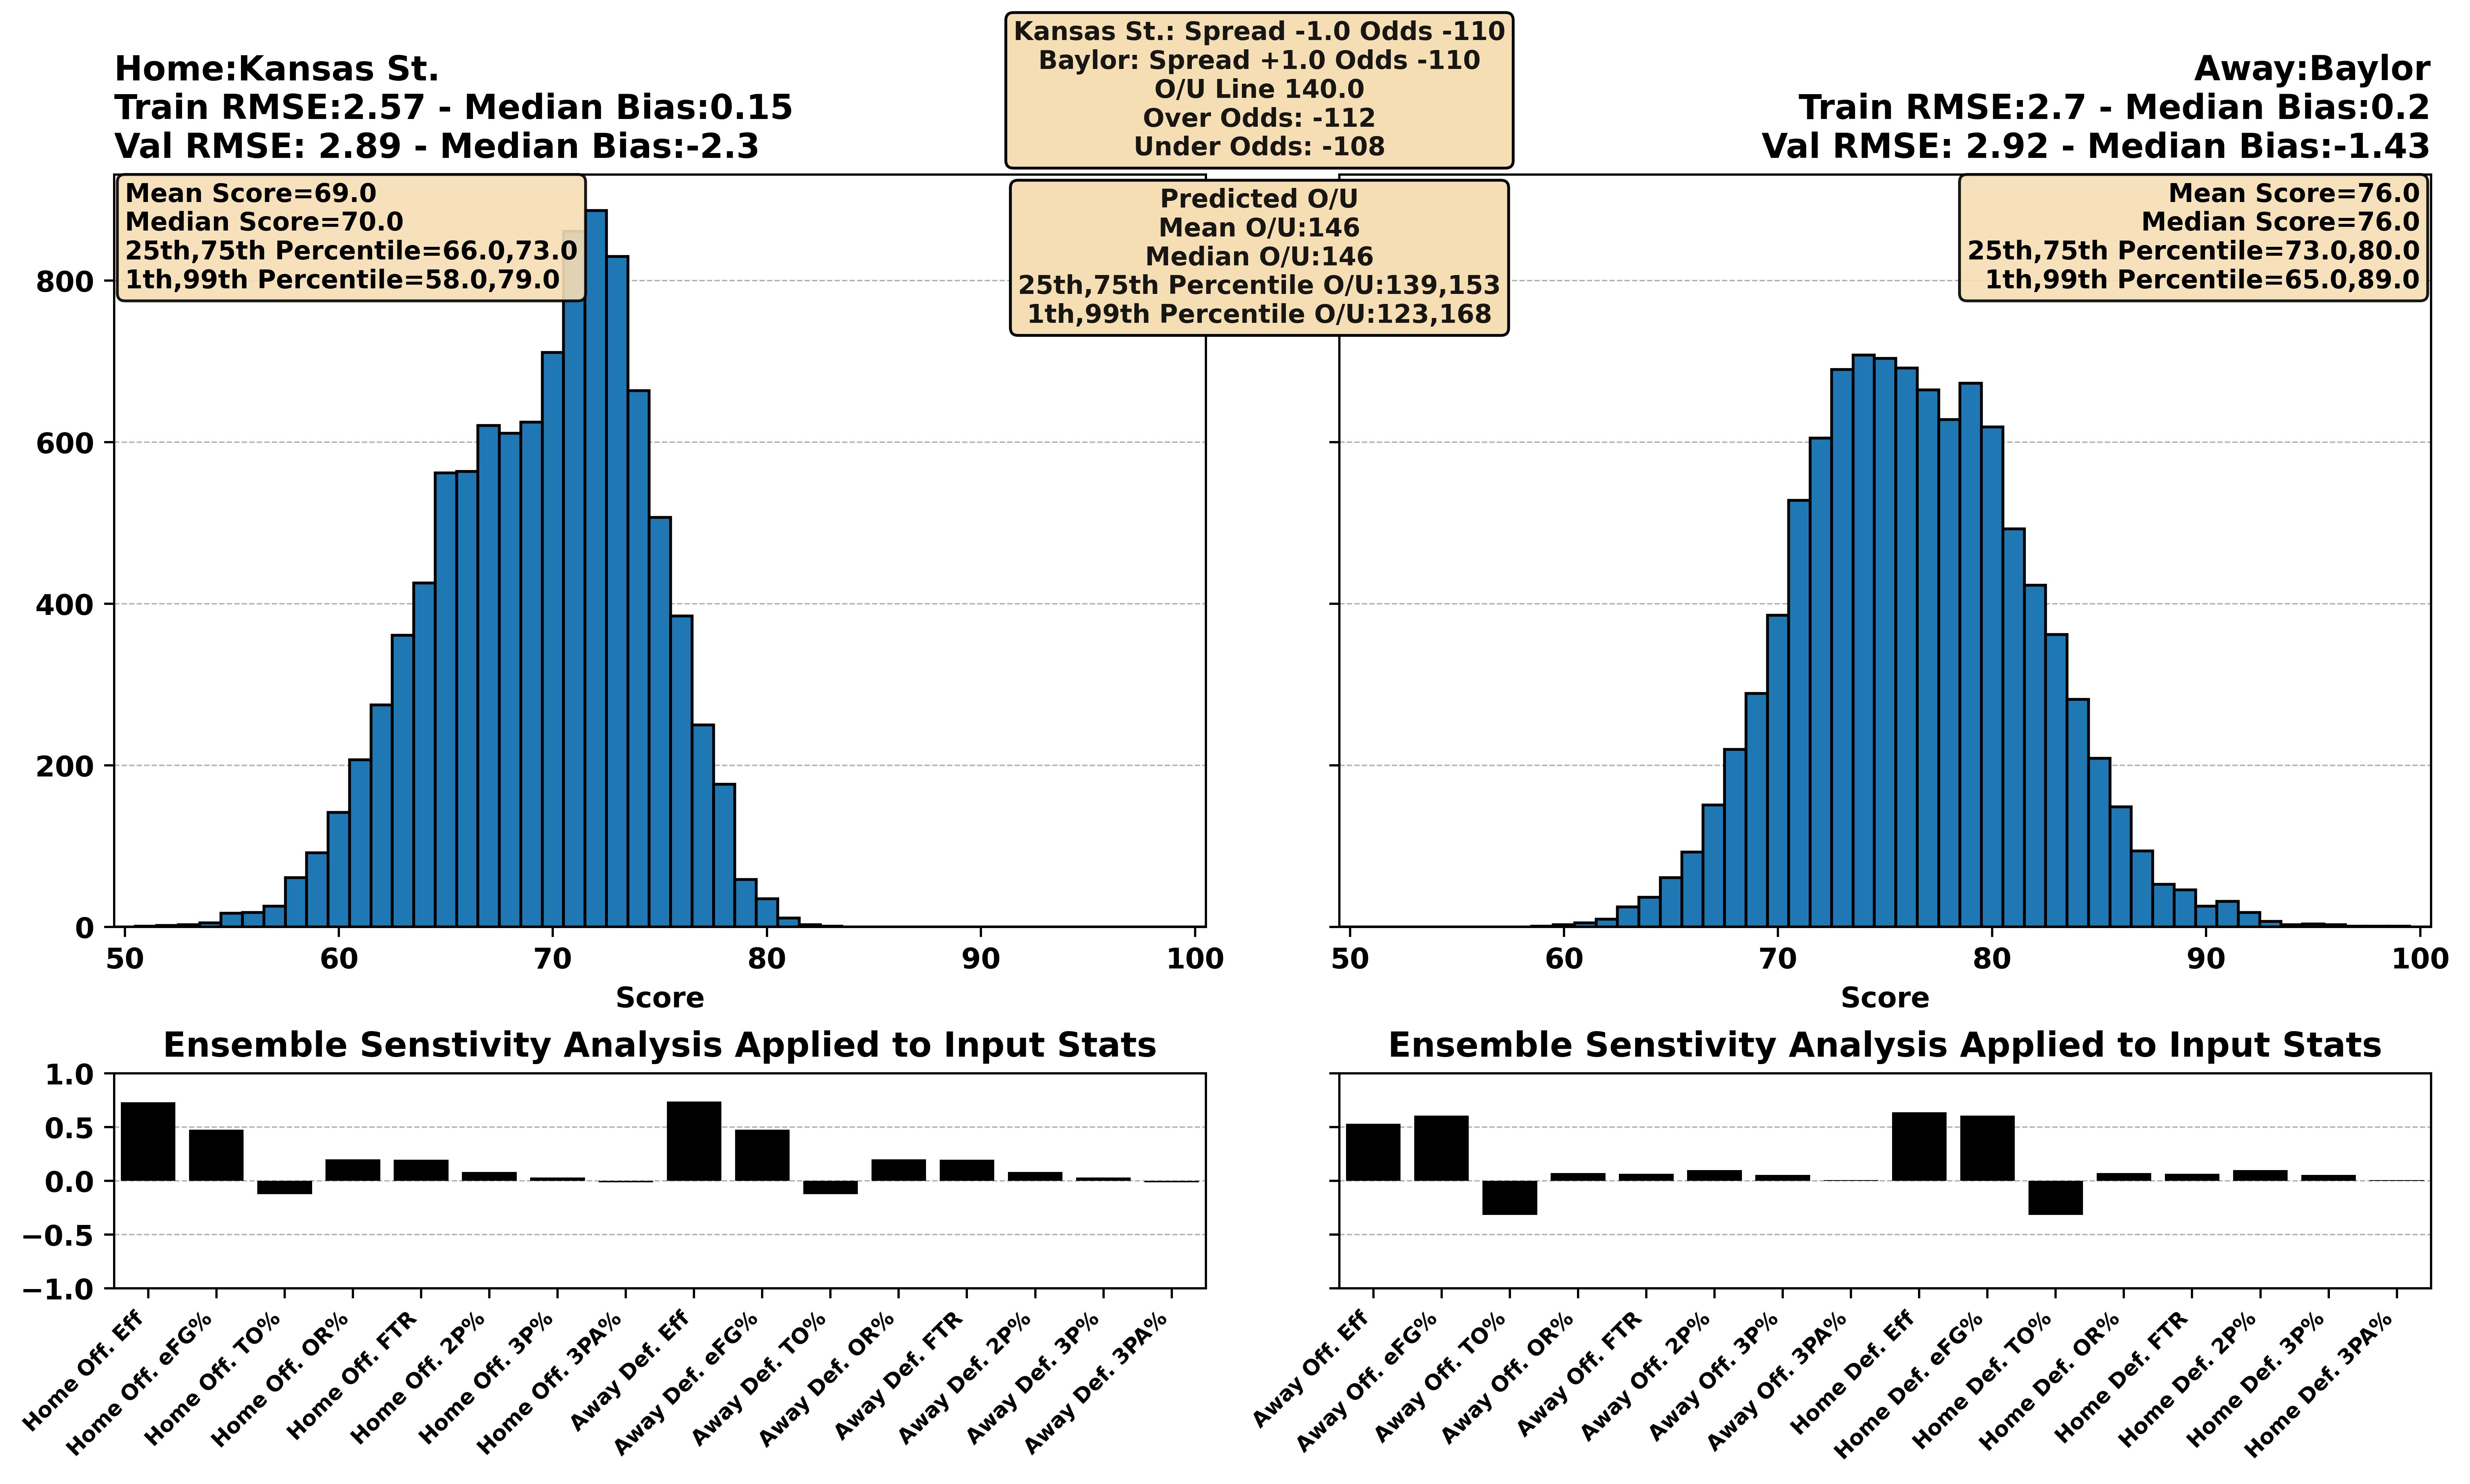 Kansas St.: Spread -1.0 Odds -110
Baylor: Spread +1.0 Odds -110
O/U Line 140.0
Over Odds: -112
Under Odds: -108
Home:Kansas St.
Train RMSE:2.57 - Median Bias:0.15
Val RMSE: 2.89 - Median Bias:-2.3
Away:Baylor
Train RMSE:2.7 - Median Bias:0.2
Val RMSE: 2.92 - Median Bias:-1.43
Mean Score=69.0
Median Score=70.0
25th,75th Percentile=66.0,73.0
1th,99th Percentile=58.0,79.0
Predicted O/U
Mean O/U:146
Median O/U:146
25th,75th Percentile O/U:139,153
1th,99th Percentile O/U:123,168
Mean Score=76.0
Median Score=76.0
25th,75th Percentile=73.0,80.0
1th,99th Percentile=65.0,89.0
800
600
400
200
0
50 60 70 80 90 100
Score
50 60 70 80 90 100
Score
Ensemble Senstivity Analysis Applied to Input Stats
1.0
0.5
0.0
−0.5
−1.0
Home Off. Eff
Home Off. eFG%
Home Off. TO%
Home Off. OR%
Home Off. FTR
Home Off. 2P%
Home Off. 3P%
Home Off. 3PA%
Away Def. Eff
Away Def. eFG%
Away Def. TO%
Away Def. OR%
Away Def. FTR
Away Def. 2P%
Away Def. 3P%
Away Def. 3PA%
Ensemble Senstivity Analysis Applied to Input Stats
Away Off. Eff
Away Off. eFG%
Away Off. TO%
Away Off. OR%
Away Off. FTR
Away Off. 2P%
Away Off. 3P%
Away Off. 3PA%
Home Def. Eff
Home Def. eFG%
Home Def. TO%
Home Def. OR%
Home Def. FTR
Home Def. 2P%
Home Def. 3P%
Home Def. 3PA%